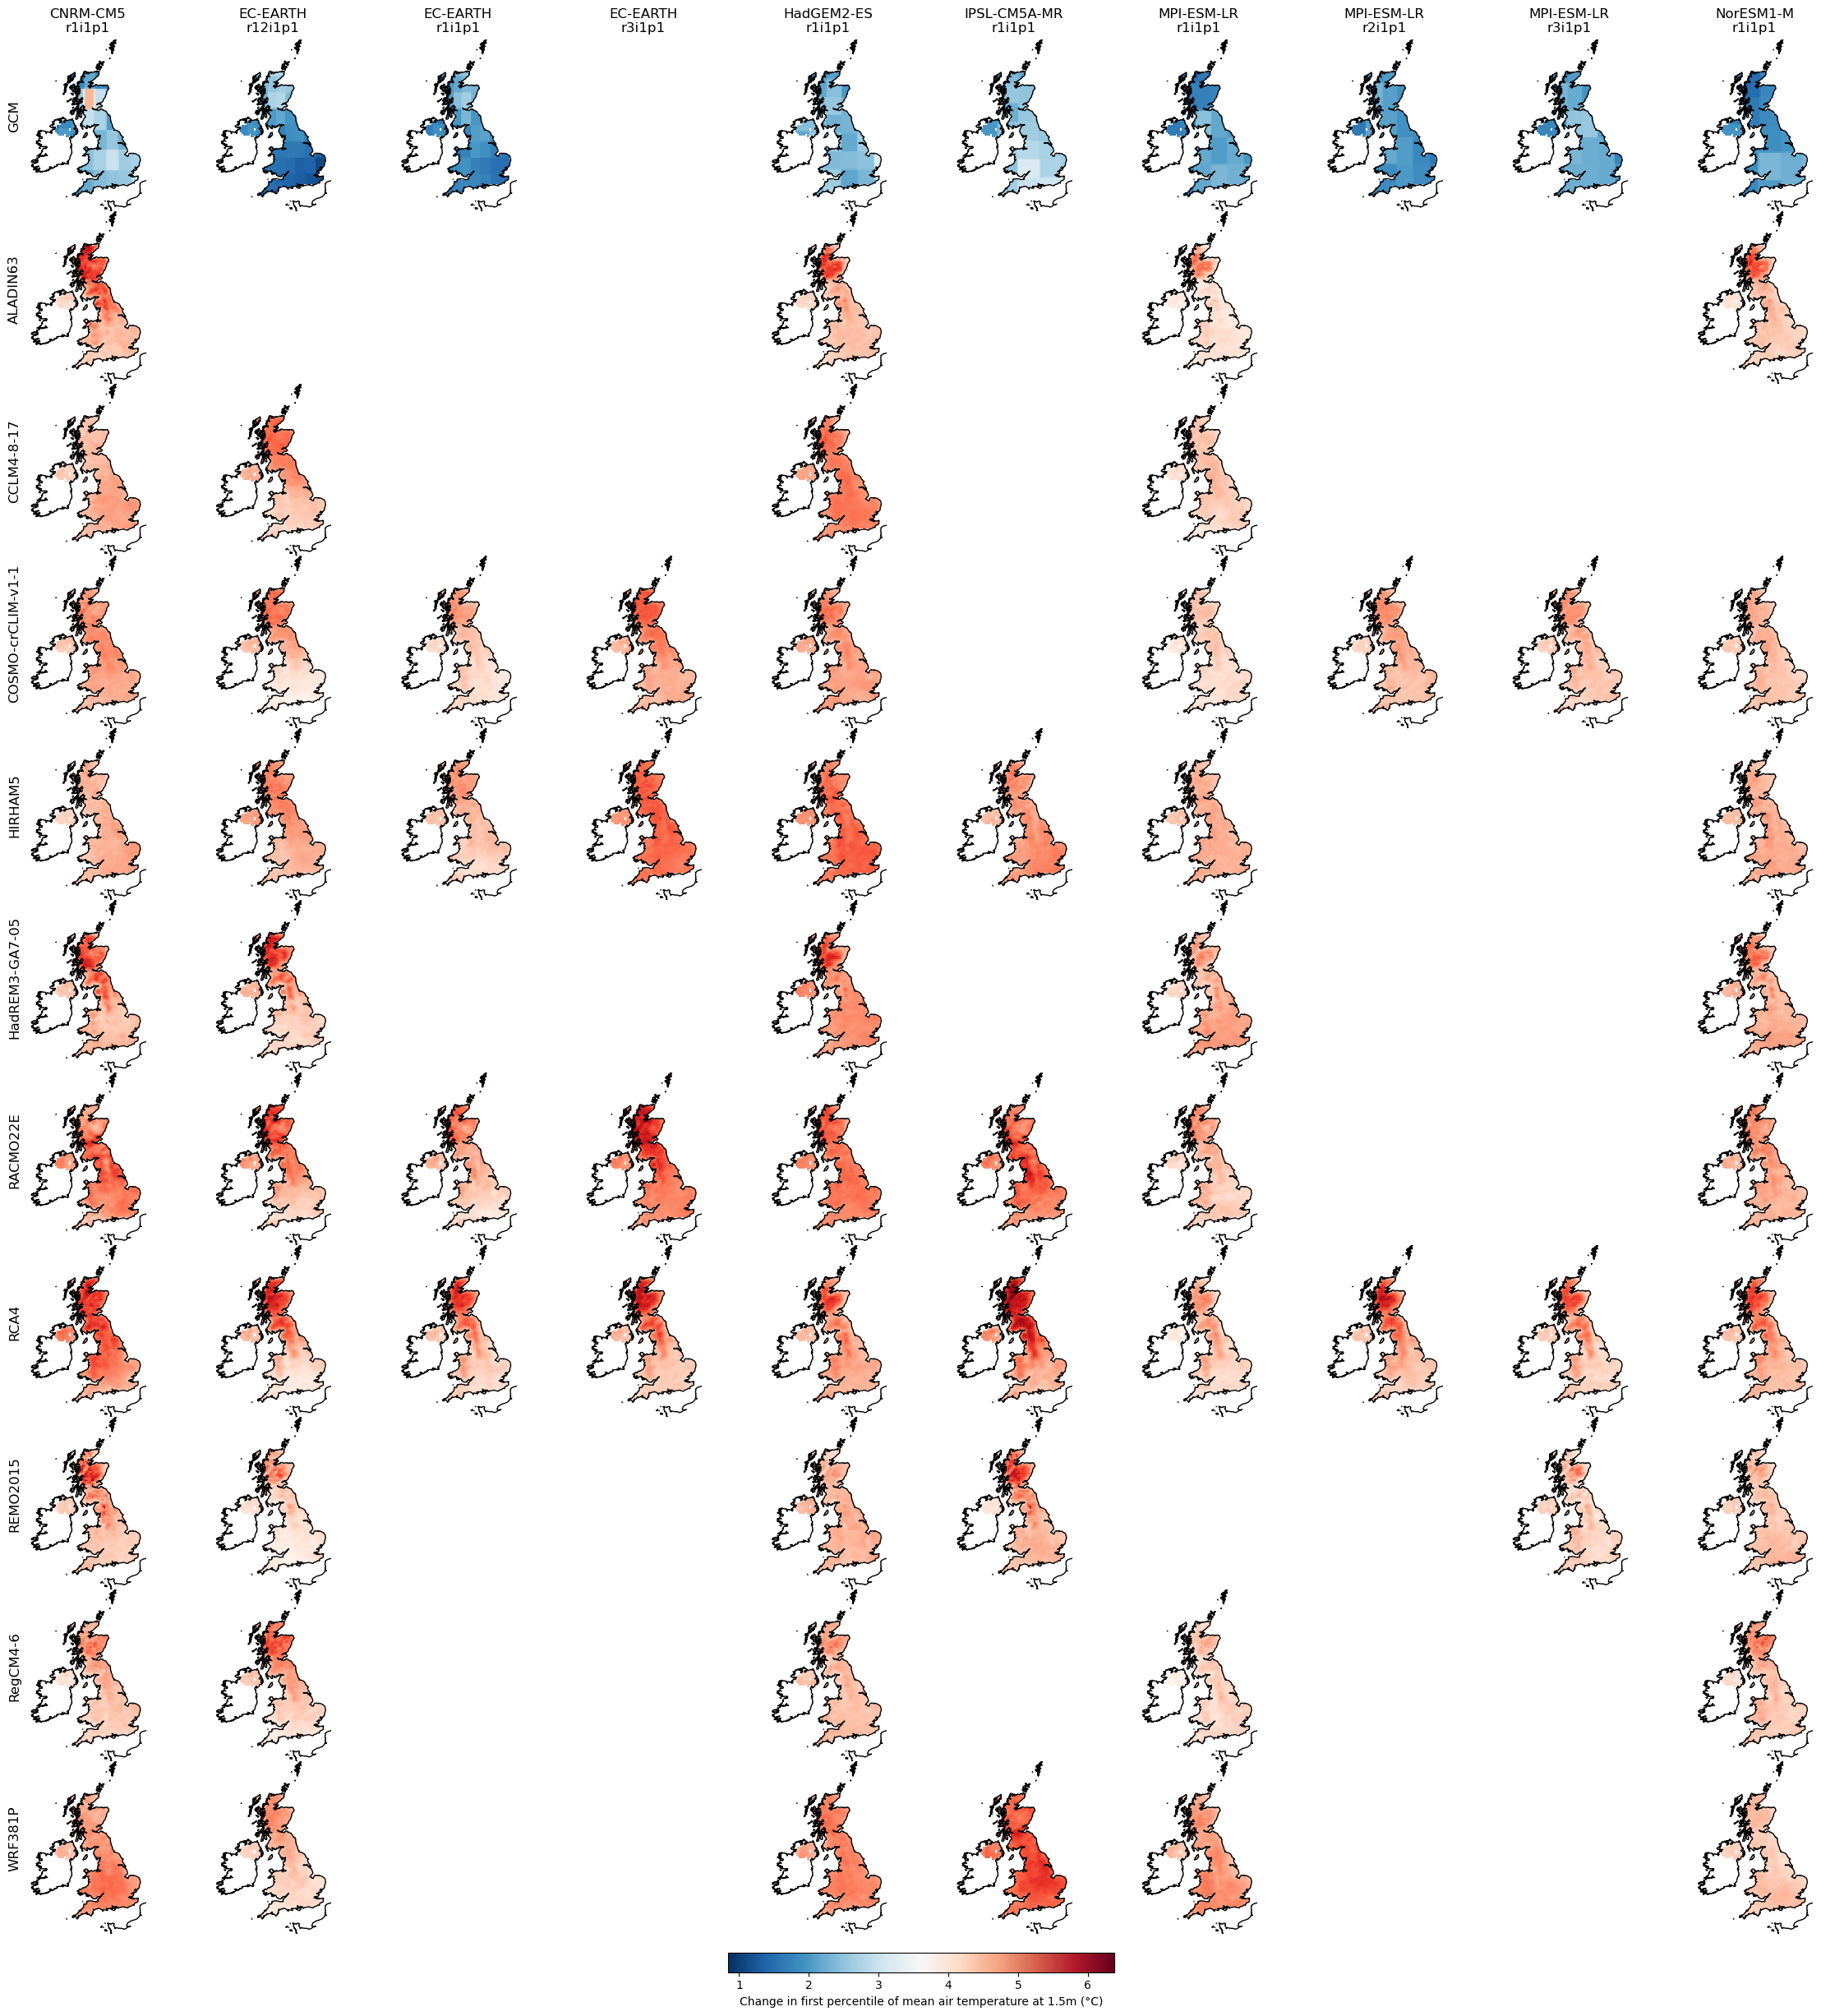 CNRM-CM5 EC-EARTH EC-EARTH EC-EARTH HadGEM2-ES IPSL-CM5A-MR MPI-ESM-LR MPI-ESM-LR MPI-ESM-LR NorESM1-M
r1i1p1 r12i1p1 r1i1p1 r3i1p1 r1i1p1 r1i1p1 r1i1p1 r2i1p1 r3i1p1 r1i1p1
GCM
ALADIN63
CCLM4-8-17
COSMO-crCLIM-v1-1
HIRHAM5
HadREM3-GA7-05
RACMO22E
RCA4
REMO2015
RegCM4-6
WRF381P
1 2 3 4 5 6
Change in first percentile of mean air temperature at 1.5m (°C)